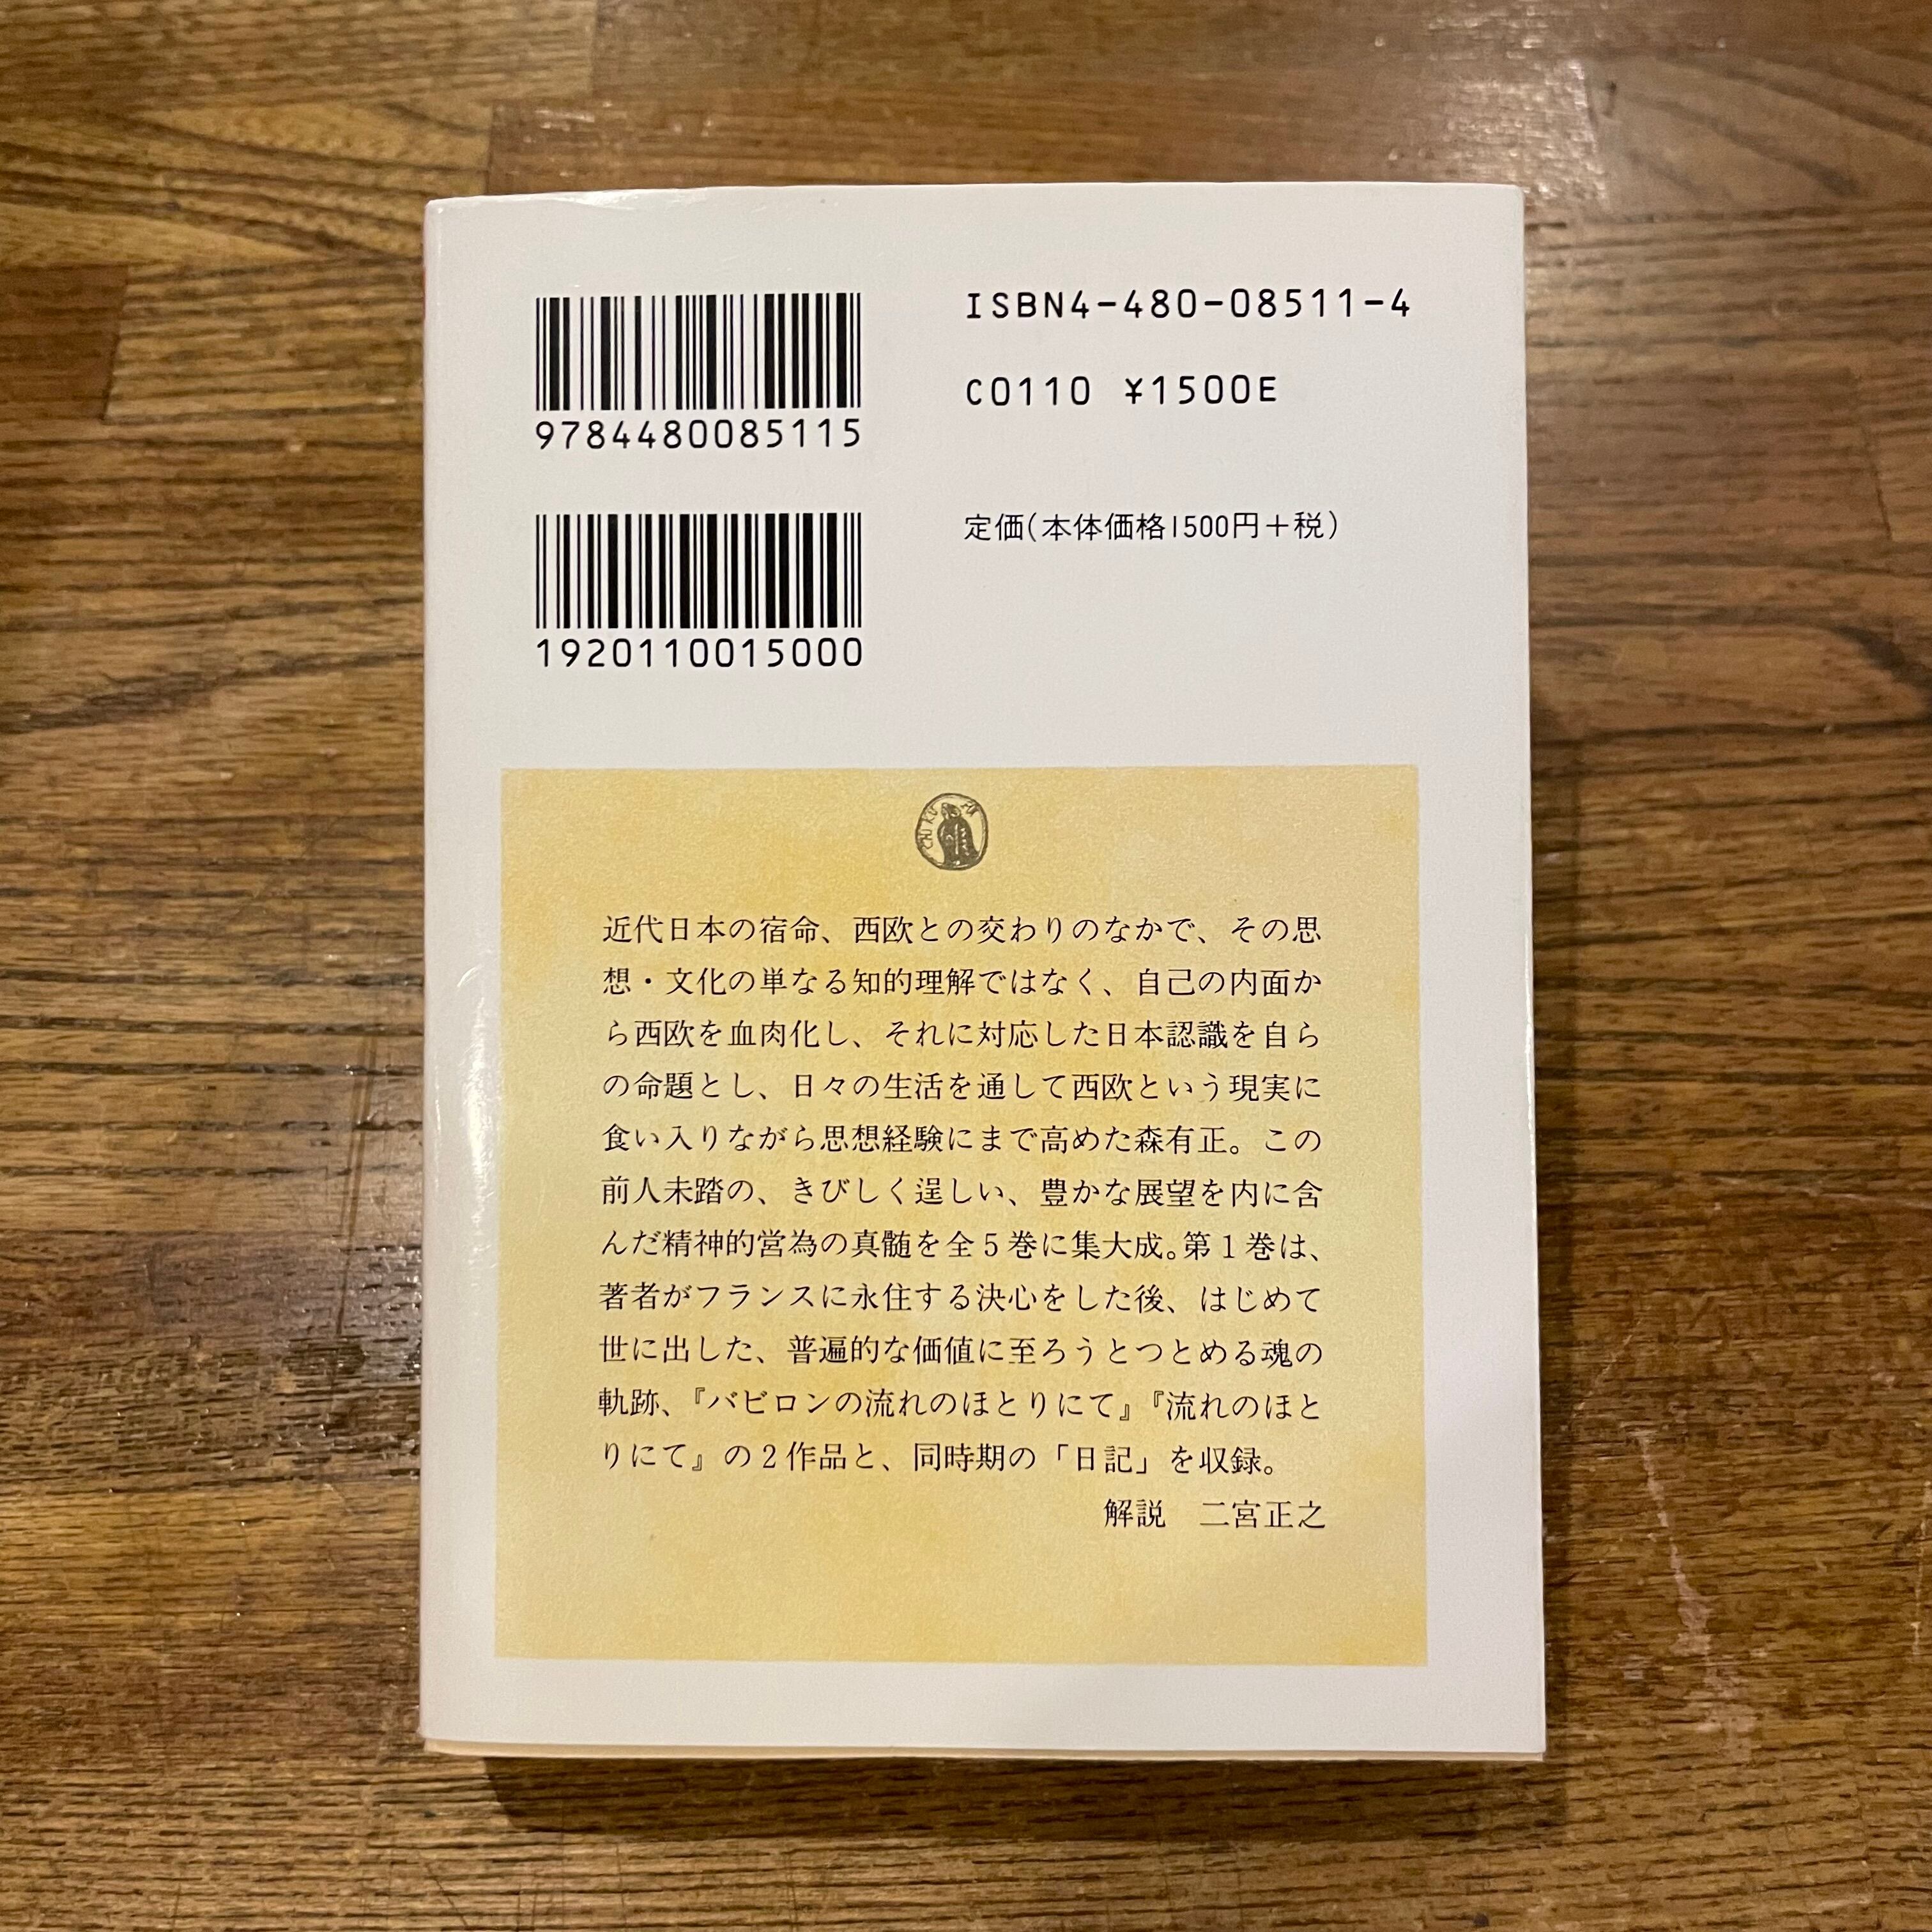 ISBN4-480-08511-4
C0110 ¥1500E
9784480085115
定価(本体価格1500円+税)
1920110015000
CHIKUMA
近代日本の宿命、西欧との交わりのなかで、その思
想・文化の単なる知的理解ではなく、自己の内面か
ら西欧を血肉化し、それに対応した日本認識を自ら
の命題とし、日々の生活を通して西欧という現実に
食い入りながら思想経験にまで高めた森有正。この
前人未踏の、きびしく逞しい、豊かな展望を内に含
んだ精神的営為の真髄を全5巻に集大成。第1巻は、
著者がフランスに永住する決心をした後、はじめて
世に出した、普遍的な価値に至ろうとつとめる魂の
軌跡、『バビロンの流れのほとりにて』『流れのほと
りにて』の2作品と、同時期の「日記」を収録。
解説 二宮正之